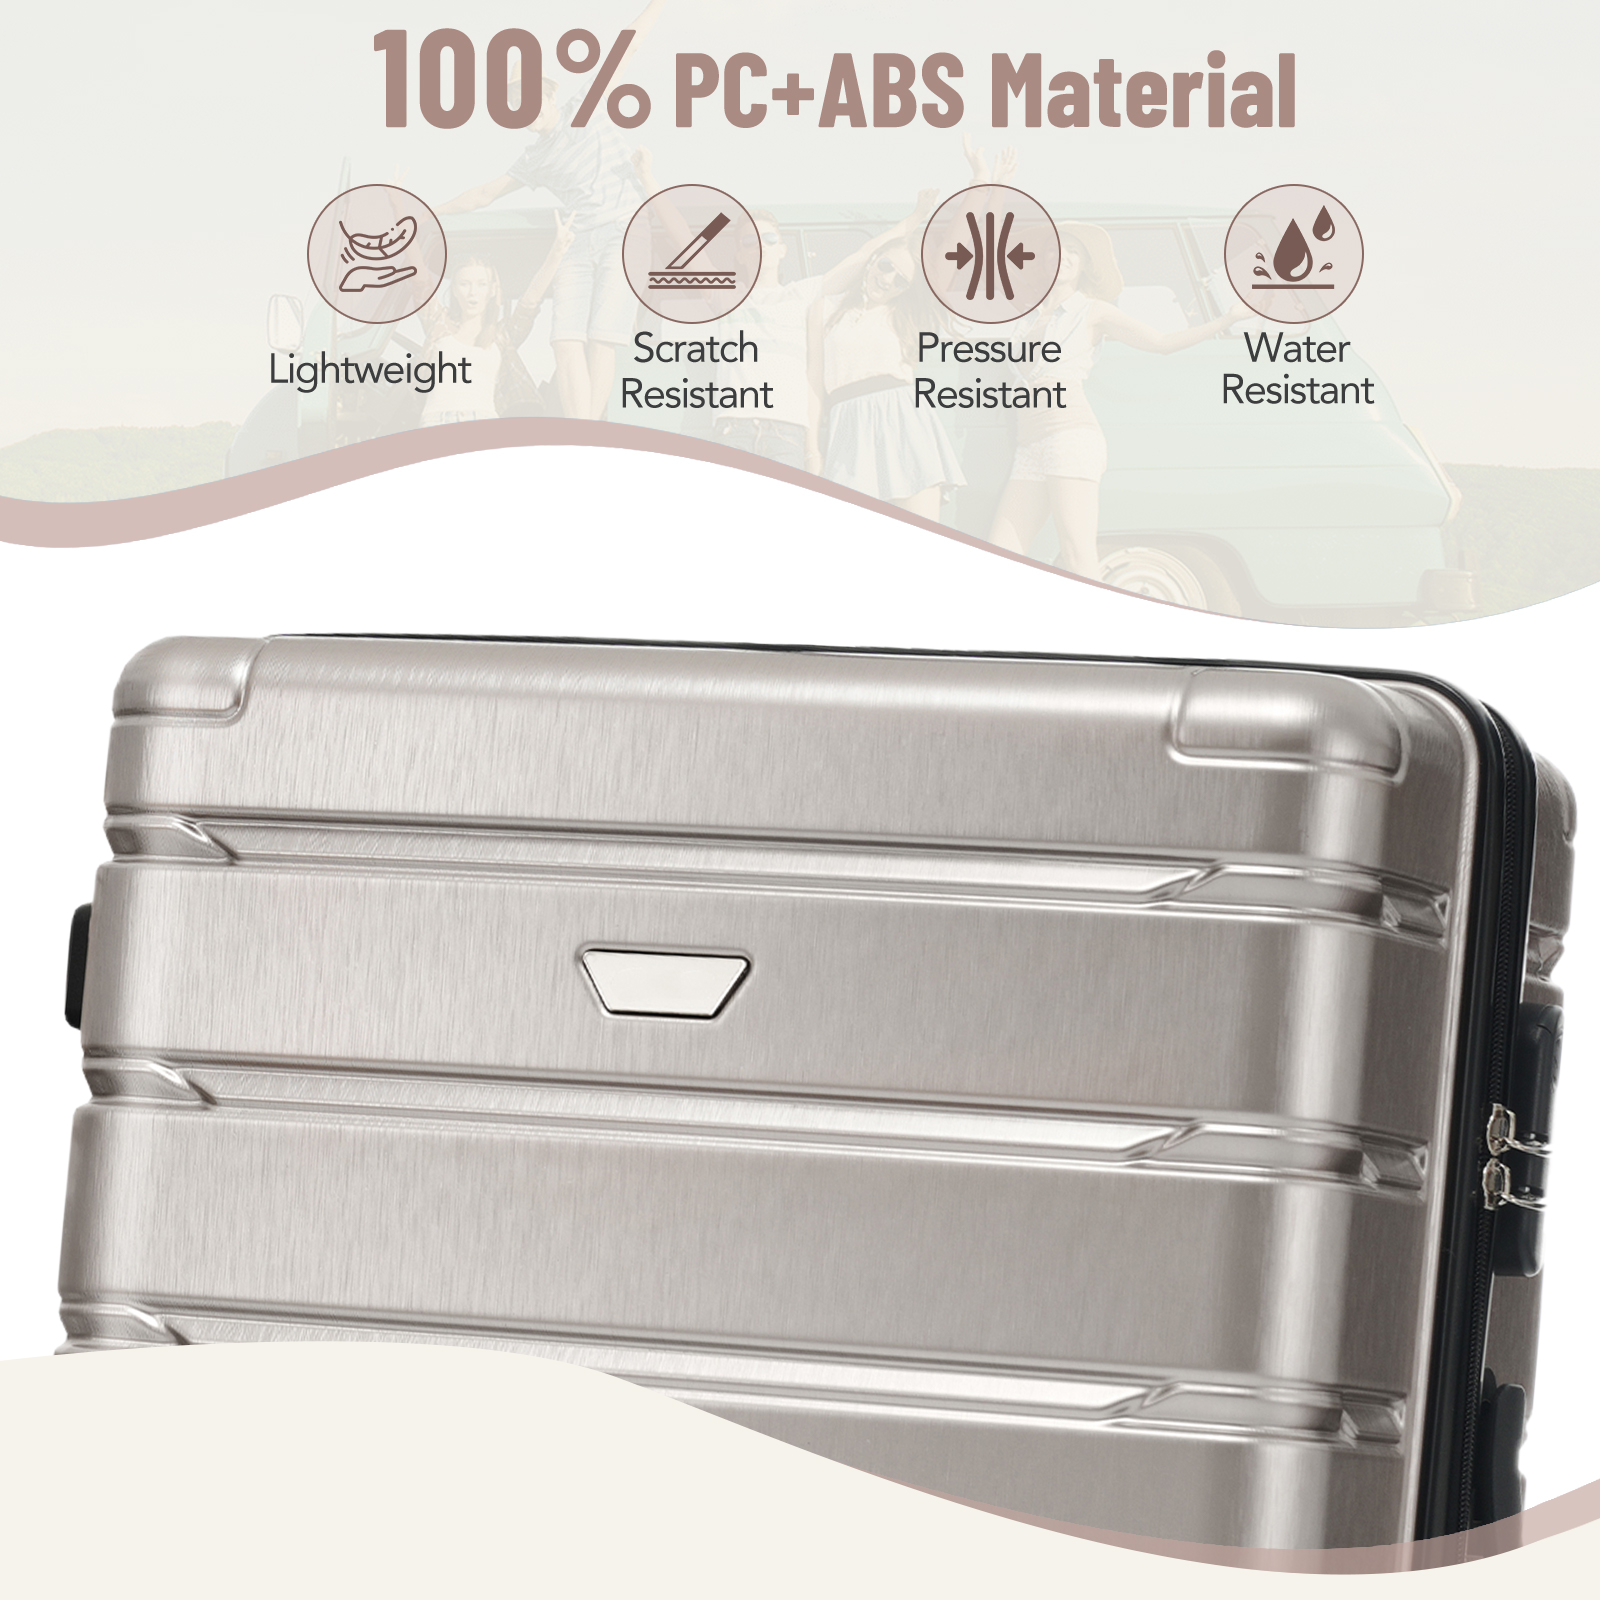 100% PC+ABS Material
Lightweight
Scratch
Resistant
Pressure
Resistant
Water
Resistant